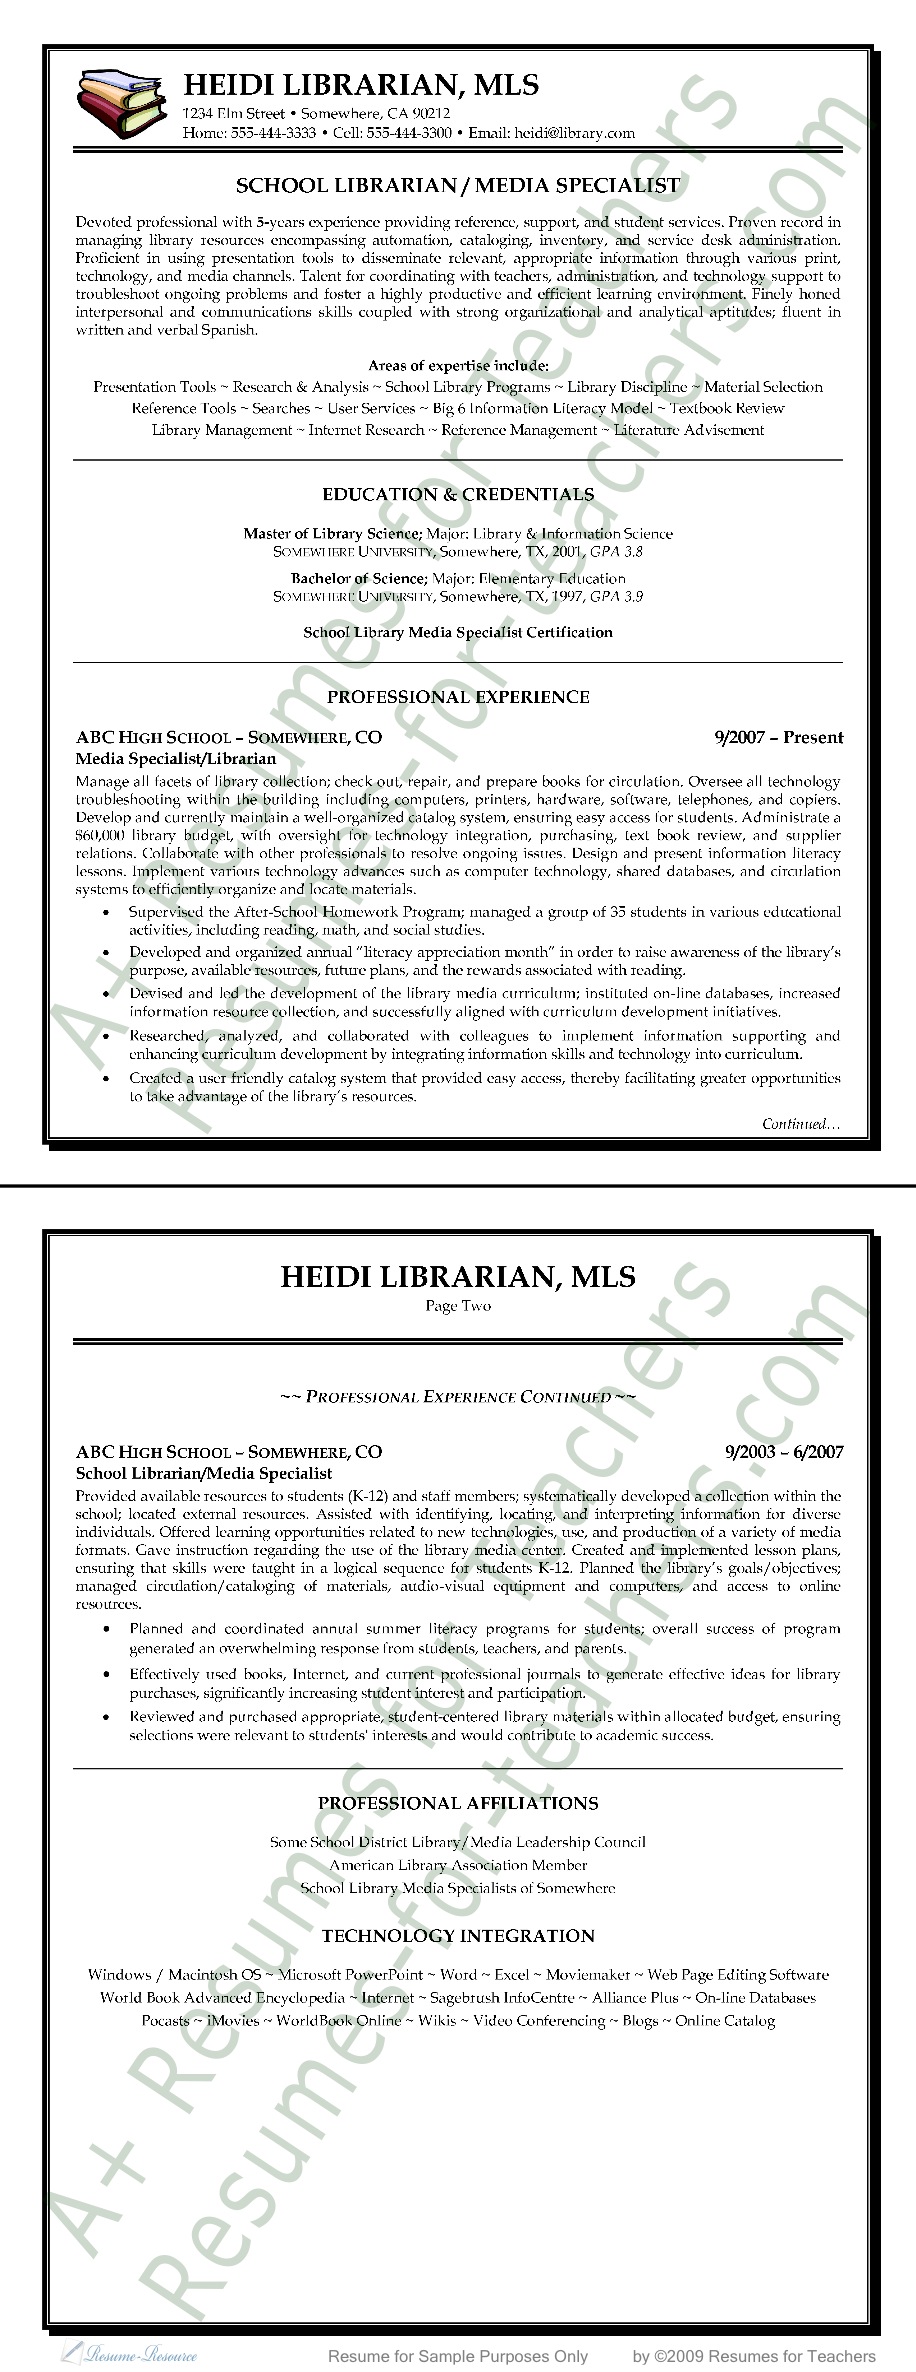 HEIDI LIBRARIAN, MLS
1234 Elm Street • Somewhere, CA 90212
Home: 555-444-3333 • Cell: 555-444-3300 • Email: heidi@library.com
SCHOOL LIBRARIAN / MEDIA SPECIALIST
Devoted professional with 5-years experience providing reference, support, and student services. Proven record in
managing library resources encompassing automation, cataloging, inventory, and service desk administration.
Proficient in using presentation tools to disseminate relevant, appropriate information through various print,
technology, and media channels. Talent for coordinating with teachers, administration, and technology support to
troubleshoot ongoing problems and foster a highly productive and efficient learning environment. Finely honed
interpersonal and communications skills coupled with strong organizational and analytical aptitudes; fluent in
written and verbal Spanish.
Areas of expertise include:
Presentation Tools ~ Research & Analysis ~ School Library Programs ~ Library Discipline ~ Material Selection
Reference Tools ~ Searches ~ User Services ~ Big 6 Information Literacy Model ~ Textbook Review
Library Management ~ Internet Research ~ Reference Management ~ Literature Advisement
EDUCATION & CREDENTIALS
Master of Library Science; Major: Library & Information Science
SOMEWHERE UNIVERSITY, Somewhere, TX, 2001, GPA 3.8
Bachelor of Science; Major: Elementary Education
SOMEWHERE UNIVERSITY, Somewhere, TX, 1997, GPA 3.9
School Library Media Specialist Certification
PROFESSIONAL EXPERIENCE
ABC HIGH SCHOOL – SOMEWHERE, CO 9/2007 – Present
Media Specialist/Librarian
Manage all facets of library collection; check out, repair, and prepare books for circulation. Oversee all technology
troubleshooting within the building including computers, printers, hardware, software, telephones, and copiers.
Develop and currently maintain a well-organized catalog system, ensuring easy access for students. Administrate a
$60,000 library budget, with oversight for technology integration, purchasing, text book review, and supplier
relations. Collaborate with other professionals to resolve ongoing issues. Design and present information literacy
lessons. Implement various technology advances such as computer technology, shared databases, and circulation
systems to efficiently organize and locate materials.
• Supervised the After-School Homework Program; managed a group of 35 students in various educational
activities, including reading, math, and social studies.
• Developed and organized annual “literacy appreciation month” in order to raise awareness of the library’s
purpose, available resources, future plans, and the rewards associated with reading.
• Devised and led the development of the library media curriculum; instituted on-line databases, increased
information resource collection, and successfully aligned with curriculum development initiatives.
• Researched, analyzed, and collaborated with colleagues to implement information supporting and
enhancing curriculum development by integrating information skills and technology into curriculum.
• Created a user friendly catalog system that provided easy access, thereby facilitating greater opportunities
to take advantage of the library’s resources.
Continued…
A+ Resumes for Teachers
Resumes-for-teachers.com
HEIDI LIBRARIAN, MLS
Page Two
~~ PROFESSIONAL EXPERIENCE CONTINUED ~~
ABC HIGH SCHOOL – SOMEWHERE, CO 9/2003 – 6/2007
School Librarian/Media Specialist
Provided available resources to students (K-12) and staff members; systematically developed a collection within the
school; located external resources. Assisted with identifying, locating, and interpreting information for diverse
individuals. Offered learning opportunities related to new technologies, use, and production of a variety of media
formats. Gave instruction regarding the use of the library media center. Created and implemented lesson plans,
ensuring that skills were taught in a logical sequence for students K-12. Planned the library’s goals/objectives;
managed circulation/cataloging of materials, audio-visual equipment and computers, and access to online
resources.
• Planned and coordinated annual summer literacy programs for students; overall success of program
generated an overwhelming response from students, teachers, and parents.
• Effectively used books, Internet, and current professional journals to generate effective ideas for library
purchases, significantly increasing student interest and participation.
• Reviewed and purchased appropriate, student-centered library materials within allocated budget, ensuring
selections were relevant to students' interests and would contribute to academic success.
PROFESSIONAL AFFILIATIONS
Some School District Library/Media Leadership Council
American Library Association Member
School Library Media Specialists of Somewhere
TECHNOLOGY INTEGRATION
Windows / Macintosh OS ~ Microsoft PowerPoint ~ Word ~ Excel ~ Moviemaker ~ Web Page Editing Software
World Book Advanced Encyclopedia ~ Internet ~ Sagebrush InfoCentre ~ Alliance Plus ~ On-line Databases
Pocasts ~ iMovies ~ WorldBook Online ~ Wikis ~ Video Conferencing ~ Blogs ~ Online Catalog
A+ Resumes for Teachers
Resumes-for-teachers.com
Resume-Resource
Resume for Sample Purposes Only by ©2009 Resumes for Teachers